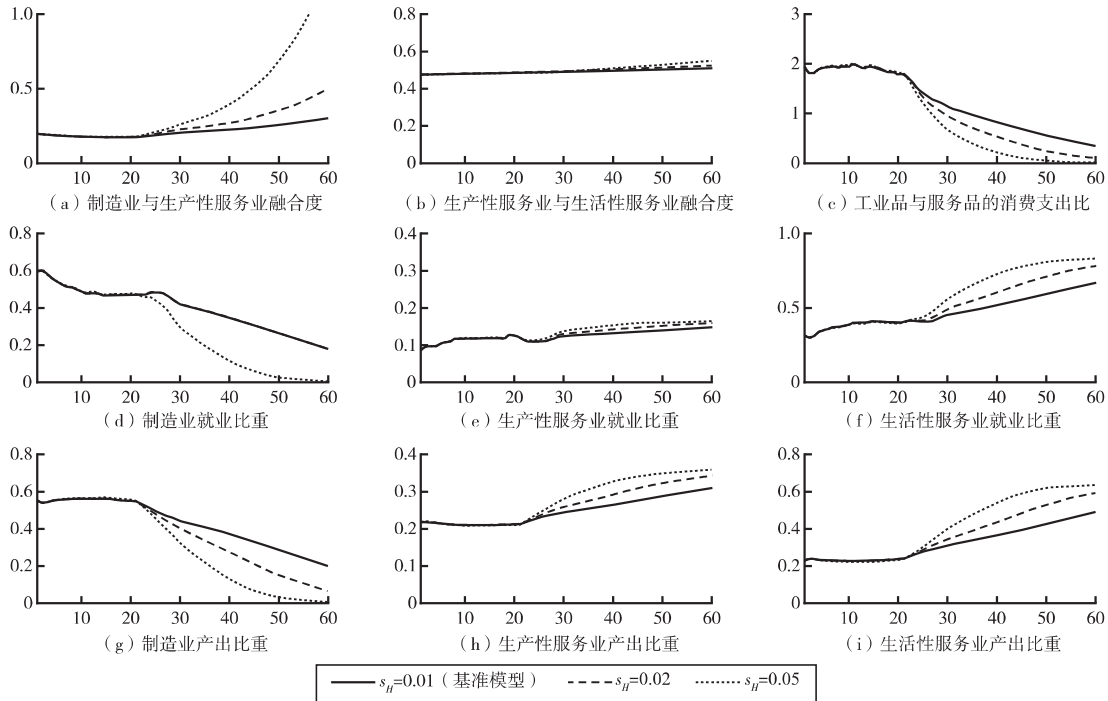 1.0
0.5
0
10 20 30 40 50 60
（a）制造业与生产性服务业融合度
0.8
0.6
0.4
0.2
0
10 20 30 40 50 60
（b）生产性服务业与生活性服务业融合度
3
2
1
0
10 20 30 40 50 60
（c）工业品与服务品的消费支出比
0.8
0.6
0.4
0.2
0
10 20 30 40 50 60
（d）制造业就业比重
0.4
0.3
0.2
0.1
0
10 20 30 40 50 60
（e）生产性服务业就业比重
1.0
0.5
0
10 20 30 40 50 60
（f）生活性服务业就业比重
0.8
0.6
0.4
0.2
0
10 20 30 40 50 60
（g）制造业产出比重
0.4
0.3
0.2
0.1
0
10 20 30 40 50 60
（h）生产性服务业产出比重
0.8
0.6
0.4
0.2
0
10 20 30 40 50 60
（i）生活性服务业产出比重
s_H=0.01（基准模型） s_H=0.02 s_H=0.05